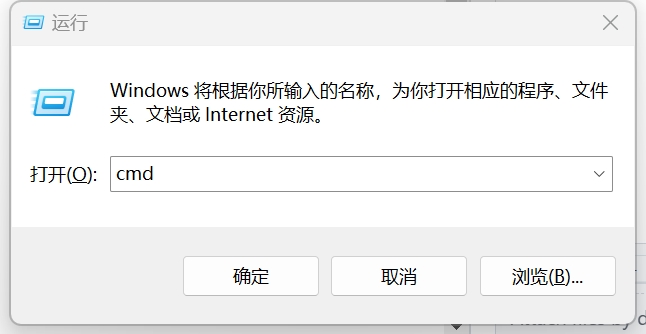 运行
Windows 将根据你所输入的名称，为你打开相应的程序、文件
夹、文档或 Internet 资源。
打开(O):
cmd
确定
取消
浏览(B)...